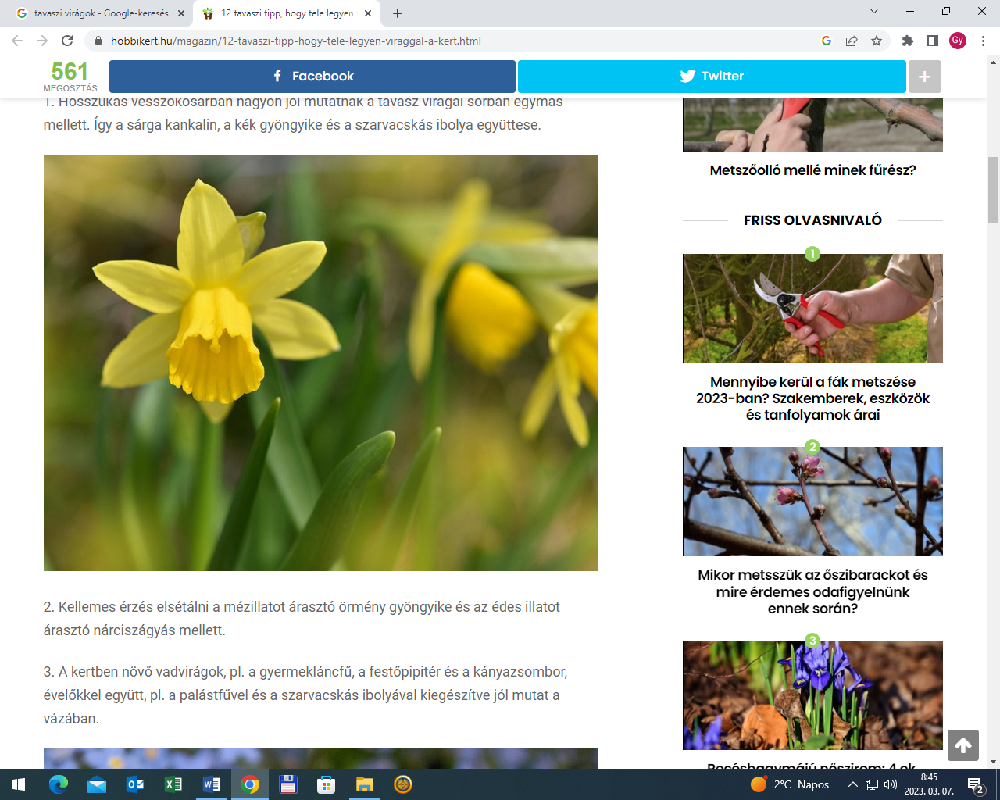 tavaszi virágok - Google-keresés
12 tavaszi tipp, hogy tele legyen
hobbikert.hu/magazin/12-tavaszi-tipp-hogy-tele-legyen-viraggal-a-kert.html
Gy
561
MEGOSZTÁS
Facebook
Twitter
1. Hosszúkás vesszőkosárban nagyon jól mutatnak a tavasz virágai sorban egymás
mellett. Így a sárga kankalin, a kék gyöngyike és a szarvacskás ibolya együttese.
2. Kellemes érzés elsétálni a mézillatot árasztó örmény gyöngyike és az édes illatot
árasztó nárciszágyás mellett.
3. A kertben növő vadvirágok, pl. a gyermekláncfű, a festőpipitér és a kányazsombor,
évelőkkel együtt, pl. a palástfűvel és a szarvacskás ibolyával kiegészítve jól mutat a
vázában.
Metszőolló mellé minek fűrész?
FRISS OLVASNIVALÓ
1
Mennyibe kerül a fák metszése
2023-ban? Szakemberek, eszközök
és tanfolyamok árai
2
Mikor metsszük az őszibarackot és
mire érdemes odafigyelnünk
ennek során?
3
Recéshagymájú nőszirom: 4 ok,
2°C Napos
8:45
2023. 03. 07.
2